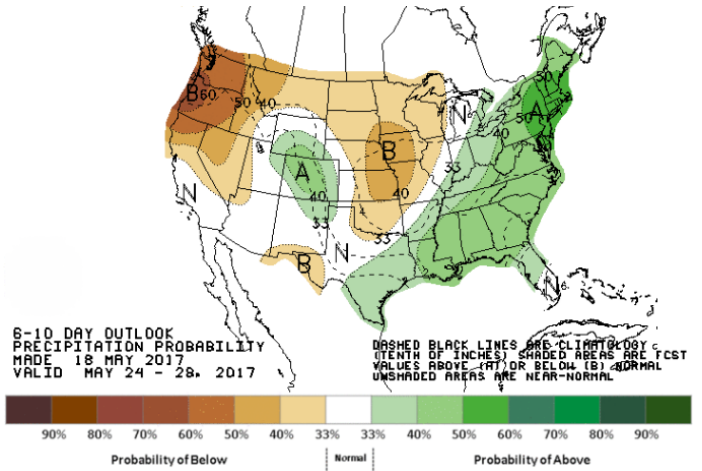 50
B 60
50 40
A
N
50
40
B
33
A
40
40
N
33
33
B
N
N
6-10 DAY OUTLOOK
PRECIPITATION PROBABILITY
MADE 18 MAY 2017
VALID MAY 24 - 28, 2017
DASHED BLACK LINES ARE CLIMATOLOGY
(TENTH OF INCHES) SHADED AREAS ARE FCST
VALUES ABOVE (A) OR BELOW (B) NORMAL
UNSHADED AREAS ARE NEAR-NORMAL
90% 80% 70% 60% 50% 40% 33% 33% 40% 50% 60% 70% 80% 90%
Probability of Below Normal Probability of Above